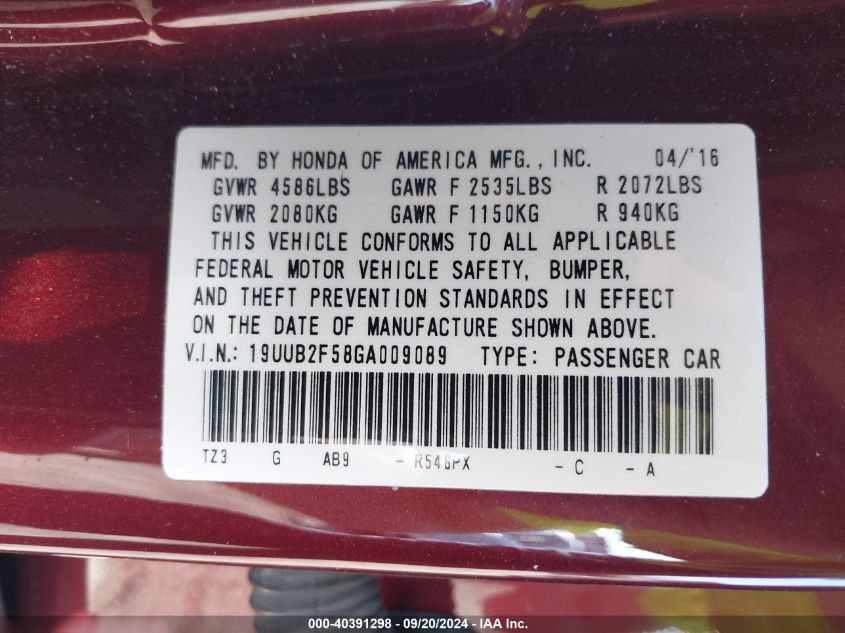 MFD. BY HONDA OF AMERICA MFG., INC. 04/'16
GVWR 4586LBS GAWR F 2535LBS R 2072LBS
GVWR 2080KG GAWR F 1150KG R 940KG
THIS VEHICLE CONFORMS TO ALL APPLICABLE
FEDERAL MOTOR VEHICLE SAFETY, BUMPER,
AND THEFT PREVENTION STANDARDS IN EFFECT
ON THE DATE OF MANUFACTURE SHOWN ABOVE.
V.I.N.: 19UUB2F58GA009089 TYPE: PASSENGER CAR
TZ3 G AB9 - R548PX - C - A
000-40391298 - 09/20/2024 - IAA Inc.